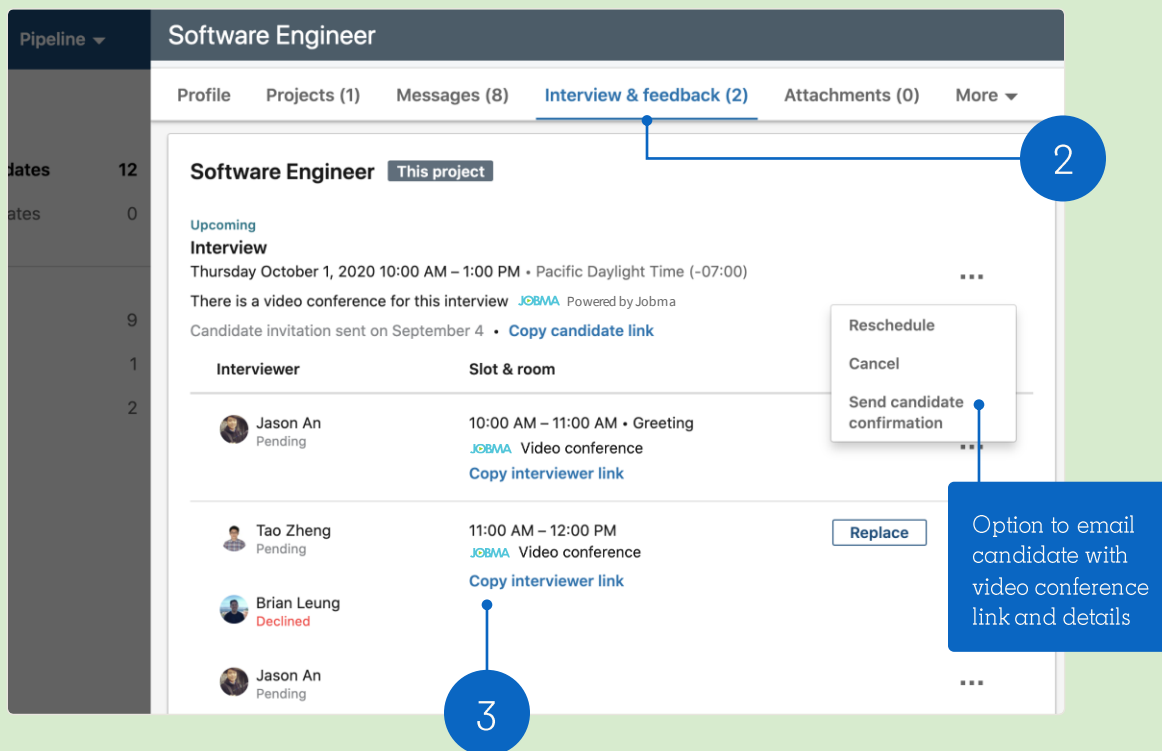 Pipeline
Software Engineer
Profile Projects (1) Messages (8) Interview & feedback (2) Attachments (0) More
2
dates 12
ates 0
9
1
2
Software Engineer This project
Upcoming
Interview
Thursday October 1, 2020 10:00 AM – 1:00 PM • Pacific Daylight Time (-07:00)
There is a video conference for this interview JOBMA Powered by Jobma
Candidate invitation sent on September 4 • Copy candidate link
Reschedule
Cancel
Send candidate
confirmation
Interviewer Slot & room
Jason An 10:00 AM – 11:00 AM • Greeting
Pending
JOBMA Video conference
Copy interviewer link
Tao Zheng 11:00 AM – 12:00 PM Replace
Pending
JOBMA Video conference
Copy interviewer link
Brian Leung
Declined
Jason An
Pending
3
Option to email
candidate with
video conference
link and details